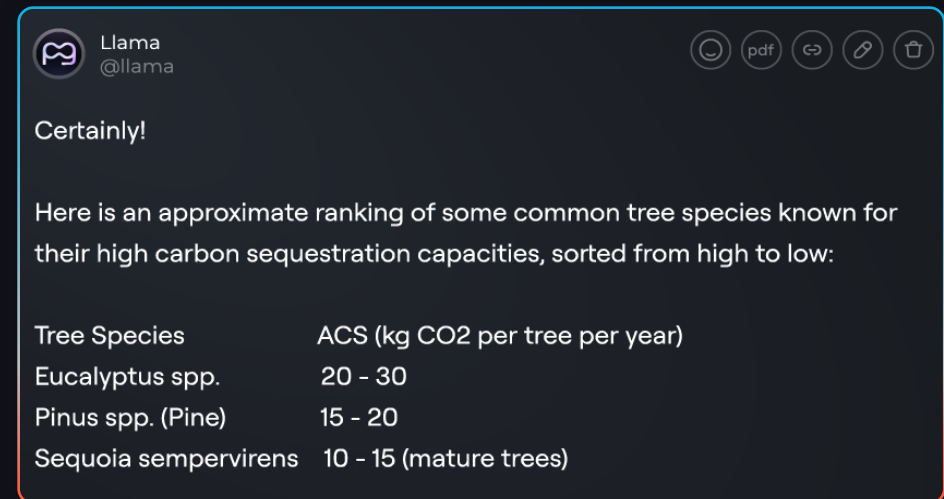 Llama
@llama
pdf
Certainly!
Here is an approximate ranking of some common tree species known for
their high carbon sequestration capacities, sorted from high to low:
Tree Species ACS (kg CO2 per tree per year)
Eucalyptus spp. 20 - 30
Pinus spp. (Pine) 15 - 20
Sequoia sempervirens 10 - 15 (mature trees)